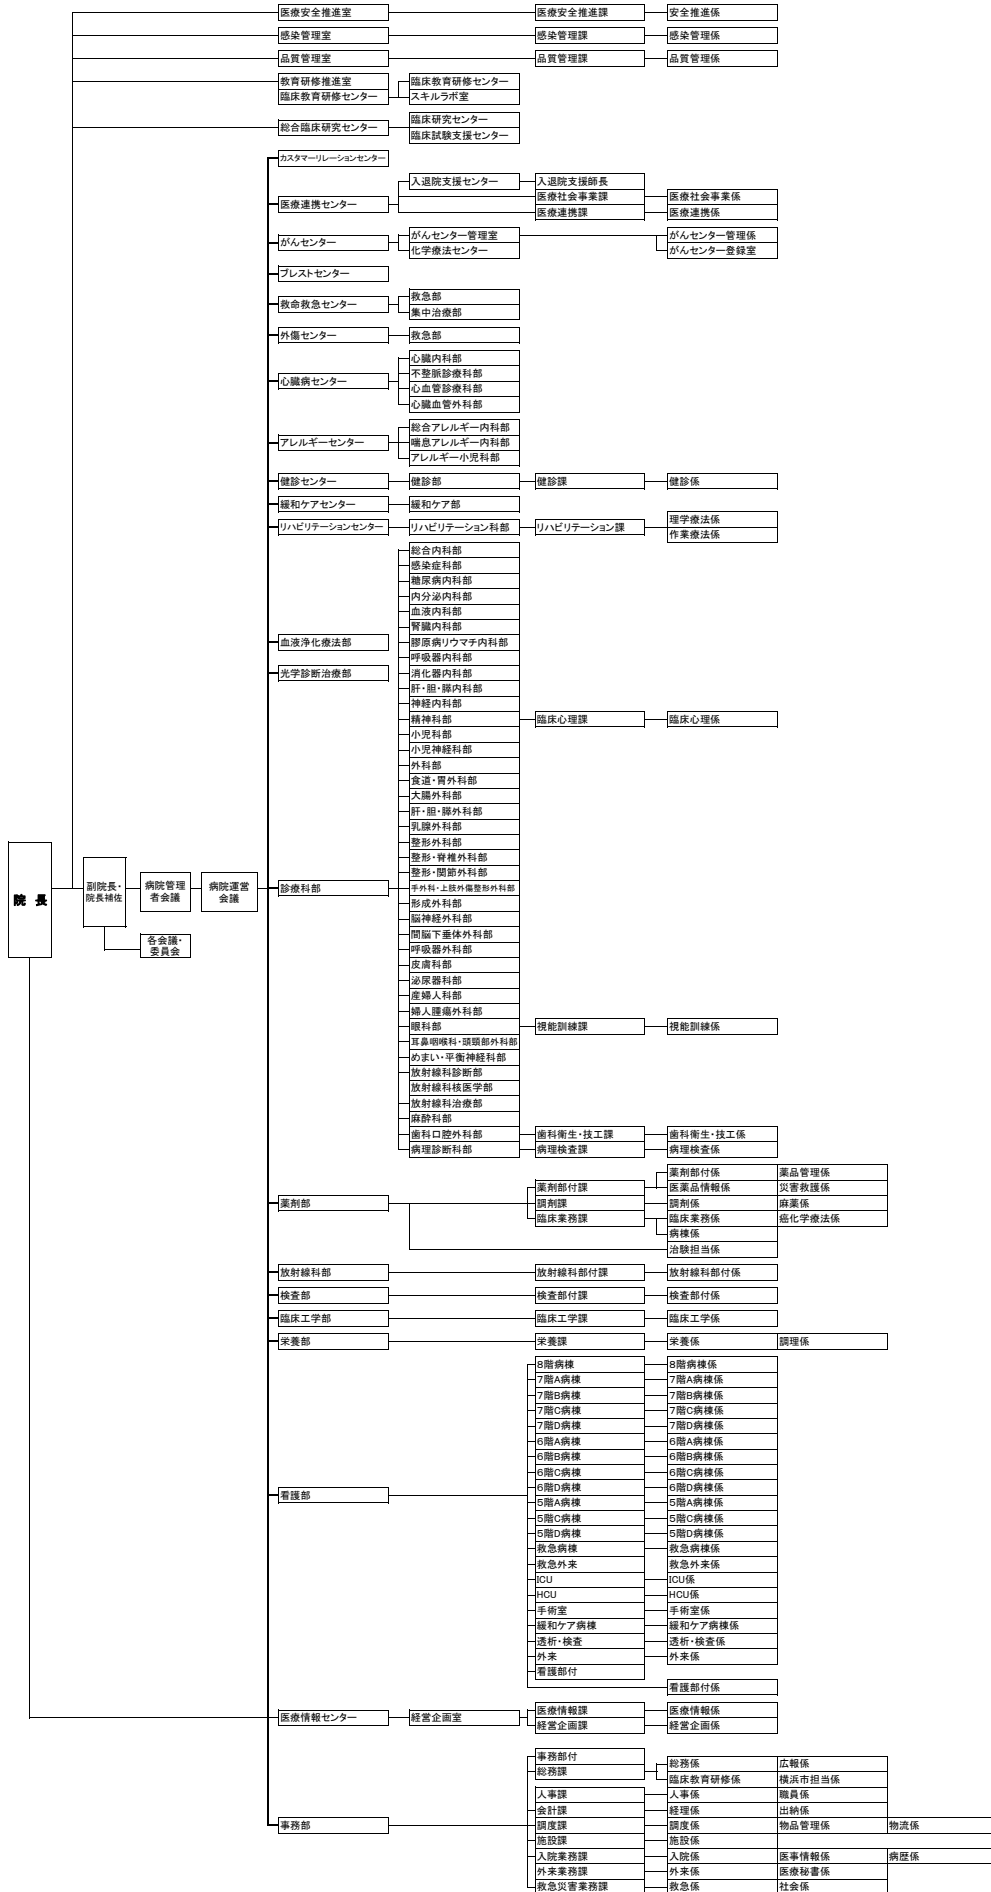 医療安全推進室 医療安全推進課 安全推進係
感染管理室 感染管理課 感染管理係
品質管理室 品質管理課 品質管理係
教育研修推進室 臨床教育研修センター
臨床教育研修センター スキルラボ室
臨床研究センター
総合臨床研究センター
臨床試験支援センター
カスタマーリレーションセンター
入退院支援センター 入退院支援師長
医療社会事業課 医療社会事業係
医療連携センター
医療連携課 医療連携係
がんセンター管理室 がんセンター管理係
がんセンター
化学療法センター がんセンター登録室
ブレストセンター
救急部
救命救急センター
集中治療部
外傷センター 救急部
心臓内科部
不整脈診療科部
心臓病センター
心血管診療科部
心臓血管外科部
総合アレルギー内科部
アレルギーセンター 喘息アレルギー内科部
アレルギー小児科部
健診センター 健診部 健診課 健診係
緩和ケアセンター 緩和ケア部
理学療法係
リハビリテーションセンター リハビリテーション科部 リハビリテーション課
作業療法係
総合内科部
感染症科部
糖尿病内科部
内分泌内科部
血液内科部
腎臓内科部
血液浄化療法部 膠原病リウマチ内科部
呼吸器内科部
光学診断治療部 消化器内科部
肝・胆・膵内科部
神経内科部
精神科部 臨床心理課 臨床心理係
小児科部
小児神経科部
外科部
食道・胃外科部
大腸外科部
肝・胆・膵外科部
乳腺外科部
整形外科部
整形・脊椎外科部
整形・関節外科部
院 長 副院長・院長補佐 病院管理者会議 病院運営会議 診療科部 手外科・上肢外傷整形外科部
形成外科部
脳神経外科部
間脳下垂体外科部
各会議・委員会 呼吸器外科部
皮膚科部
泌尿器科部
産婦人科部
婦人腫瘍外科部
眼科部 視能訓練課 視能訓練係
耳鼻咽喉科・頭頸部外科部
めまい・平衡神経科部
放射線科診断部
放射線科核医学部
放射線科治療部
麻酔科部
歯科口腔外科部 歯科衛生・技工課 歯科衛生・技工係
病理診断科部 病理検査課 病理検査係
薬剤部付係 薬品管理係
薬剤部付課 医薬品情報係 災害救護係
薬剤部 調剤課 調剤係 麻薬係
臨床業務課 臨床業務係 癌化学療法係
病棟係
治験担当係
放射線科部 放射線科部付課 放射線科部付係
検査部 検査部付課 検査部付係
臨床工学部 臨床工学課 臨床工学係
栄養部 栄養課 栄養係 調理係
8階病棟 8階病棟係
7階A病棟 7階A病棟係
7階B病棟 7階B病棟係
7階C病棟 7階C病棟係
7階D病棟 7階D病棟係
6階A病棟 6階A病棟係
6階B病棟 6階B病棟係
6階C病棟 6階C病棟係
6階D病棟 6階D病棟係
看護部 5階A病棟 5階A病棟係
5階C病棟 5階C病棟係
5階D病棟 5階D病棟係
救急病棟 救急病棟係
救急外来 救急外来係
ICU ICU係
HCU HCU係
手術室 手術室係
緩和ケア病棟 緩和ケア病棟係
透析・検査 透析・検査係
外来 外来係
看護部付
看護部付係
医療情報課 医療情報係
医療情報センター 経営企画室
経営企画課 経営企画係
事務部付
総務係 広報係
総務課
臨床教育研修係 横浜市担当係
人事課 人事係 職員係
会計課 経理係 出納係
事務部 調度課 調度係 物品管理係 物流係
施設課 施設係
入院業務課 入院係 医事情報係 病歴係
外来業務課 外来係 医療秘書係
救急災害業務課 救急係 社会係